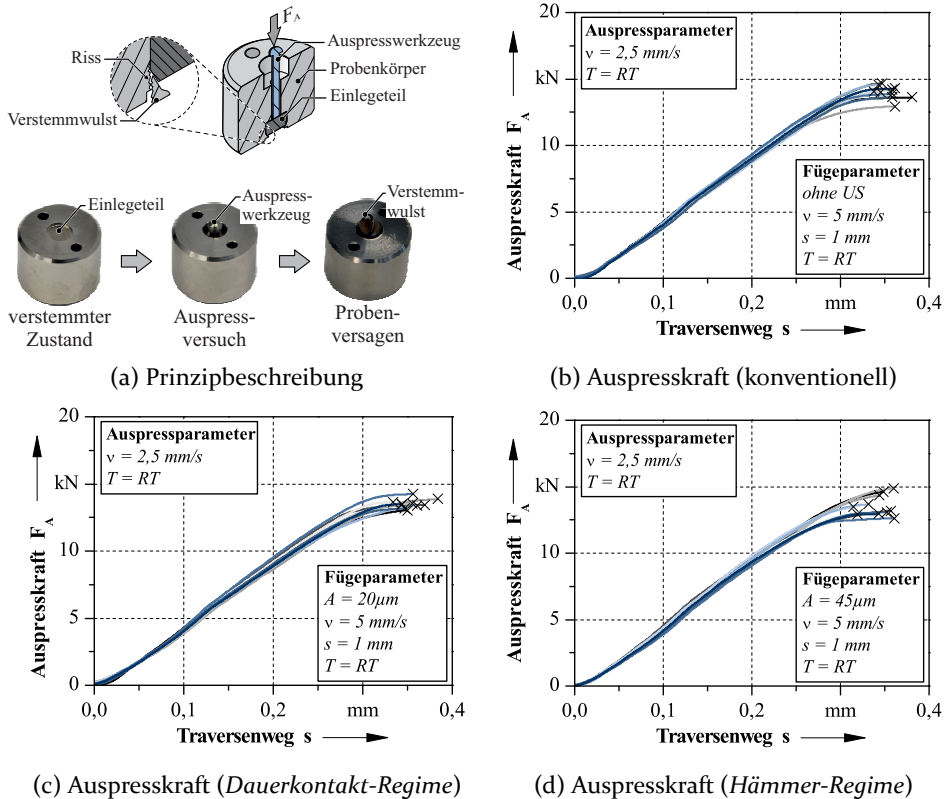 F_A
Auspresswerkzeug
Riss
Probenkörper
Verstemmwulst
Einlegeteil
Einlegeteil
Auspress-
werkzeug
Verstemm-
wulst
verstemmter
Zustand
Auspress-
versuch
Proben-
versagen
(a) Prinzipbeschreibung
Auspresskraft F_A
20
kN
10
5
0
Auspressparameter
v = 2,5 mm/s
T = RT
Fügeparameter
ohne US
v = 5 mm/s
s = 1 mm
T = RT
0,0 0,1 0,2 mm 0,4
Traversenweg s
(b) Auspresskraft (konventionell)
Auspresskraft F_A
20
kN
10
5
0
Auspressparameter
v = 2,5 mm/s
T = RT
Fügeparameter
A = 20µm
v = 5 mm/s
s = 1 mm
T = RT
0,0 0,1 0,2 mm 0,4
Traversenweg s
(c) Auspresskraft (Dauerkontakt-Regime)
Auspresskraft F_A
20
kN
10
5
0
Auspressparameter
v = 2,5 mm/s
T = RT
Fügeparameter
A = 45µm
v = 5 mm/s
s = 1 mm
T = RT
0,0 0,1 0,2 mm 0,4
Traversenweg s
(d) Auspresskraft (Hämmer-Regime)